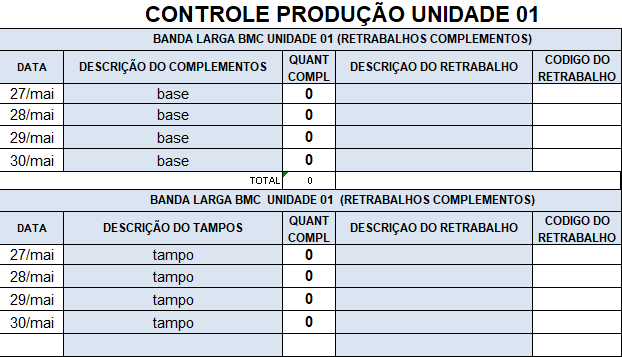 CONTROLE PRODUÇÃO UNIDADE 01
BANDA LARGA BMC UNIDADE 01 (RETRABALHOS COMPLEMENTOS)
DATA DESCRIÇÃO DO COMPLEMENTOS QUANT COMPL DESCRIÇAO DO RETRABALHO CODIGO DO RETRABALHO
27/mai base 0
28/mai base 0
29/mai base 0
30/mai base 0
TOTAL 0
BANDA LARGA BMC UNIDADE 01 (RETRABALHOS COMPLEMENTOS)
DATA DESCRIÇÃO DO TAMPOS QUANT COMPL DESCRIÇAO DO RETRABALHO CODIGO DO RETRABALHO
27/mai tampo 0
28/mai tampo 0
29/mai tampo 0
30/mai tampo 0